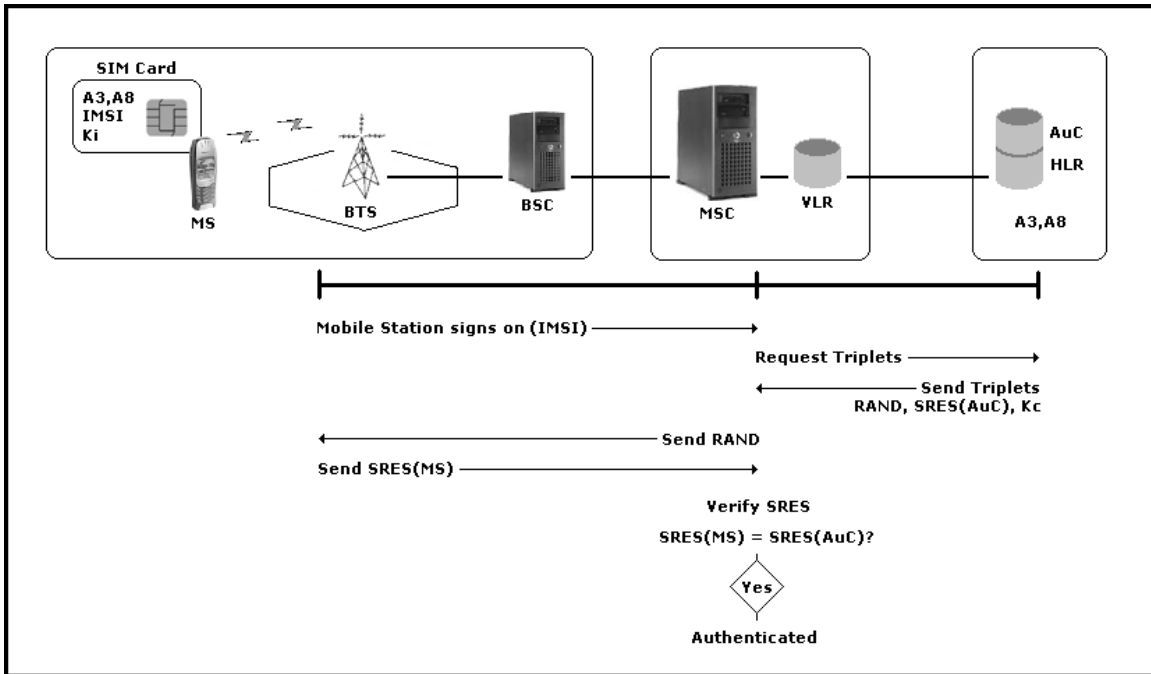 SIM Card
A3,A8
IMSI
Ki
MS
BTS
BSC
MSC
VLR
AuC
HLR
A3,A8
Mobile Station signs on (IMSI)
Request Triplets
Send Triplets
RAND, SRES(AuC), Kc
Send RAND
Send SRES(MS)
Verify SRES
SRES(MS) = SRES(AuC)?
Yes
Authenticated